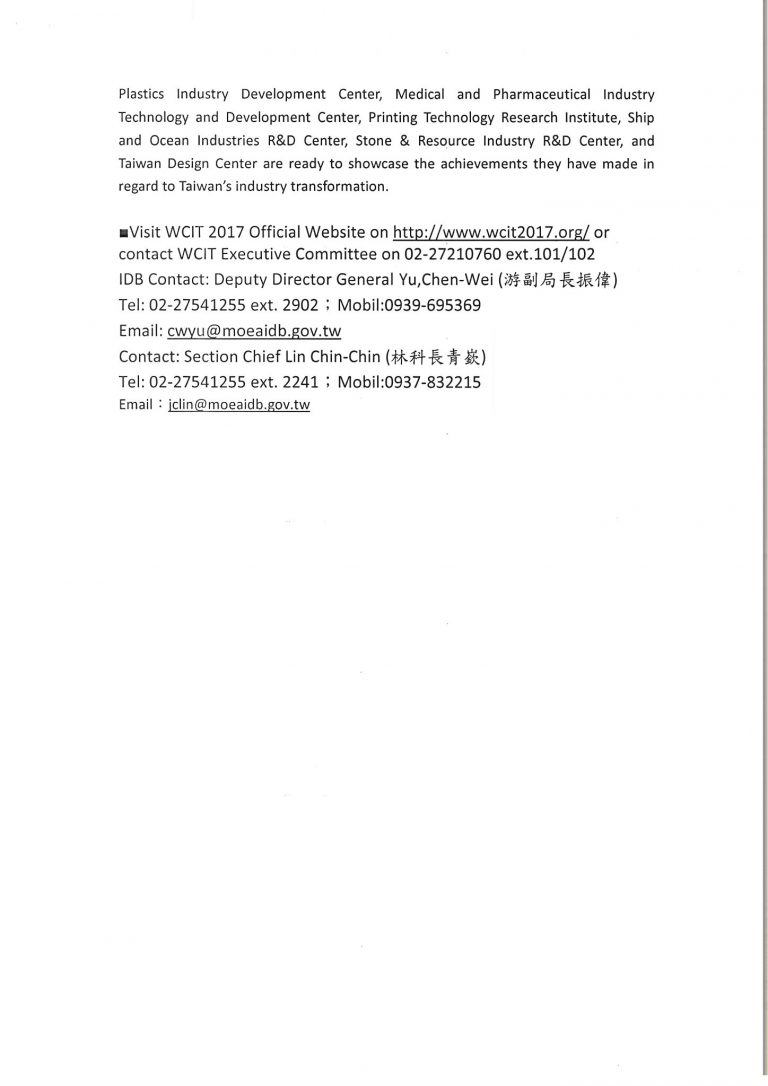 Plastics Industry Development Center, Medical and Pharmaceutical Industry
Technology and Development Center, Printing Technology Research Institute, Ship
and Ocean Industries R&D Center, Stone & Resource Industry R&D Center, and
Taiwan Design Center are ready to showcase the achievements they have made in
regard to Taiwan's industry transformation.
■Visit WCIT 2017 Official Website on http://www.wcit2017.org/ or
contact WCIT Executive Committee on 02-27210760 ext.101/102
IDB Contact: Deputy Director General Yu,Chen-Wei (游副局長振偉)
Tel: 02-27541255 ext. 2902；Mobil:0939-695369
Email: cwyu@moeaidb.gov.tw
Contact: Section Chief Lin Chin-Chin (林科長青嶔)
Tel: 02-27541255 ext. 2241；Mobil:0937-832215
Email：jclin@moeaidb.gov.tw